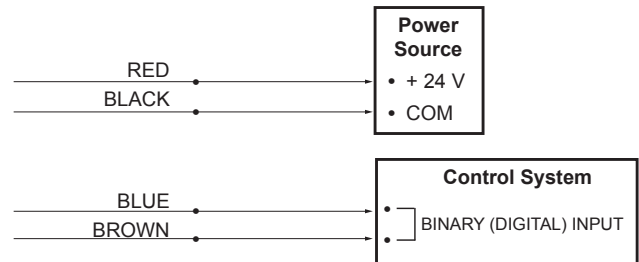 Power
Source
RED
• + 24 V
BLACK
• COM
Control System
BLUE
BINARY (DIGITAL) INPUT
BROWN